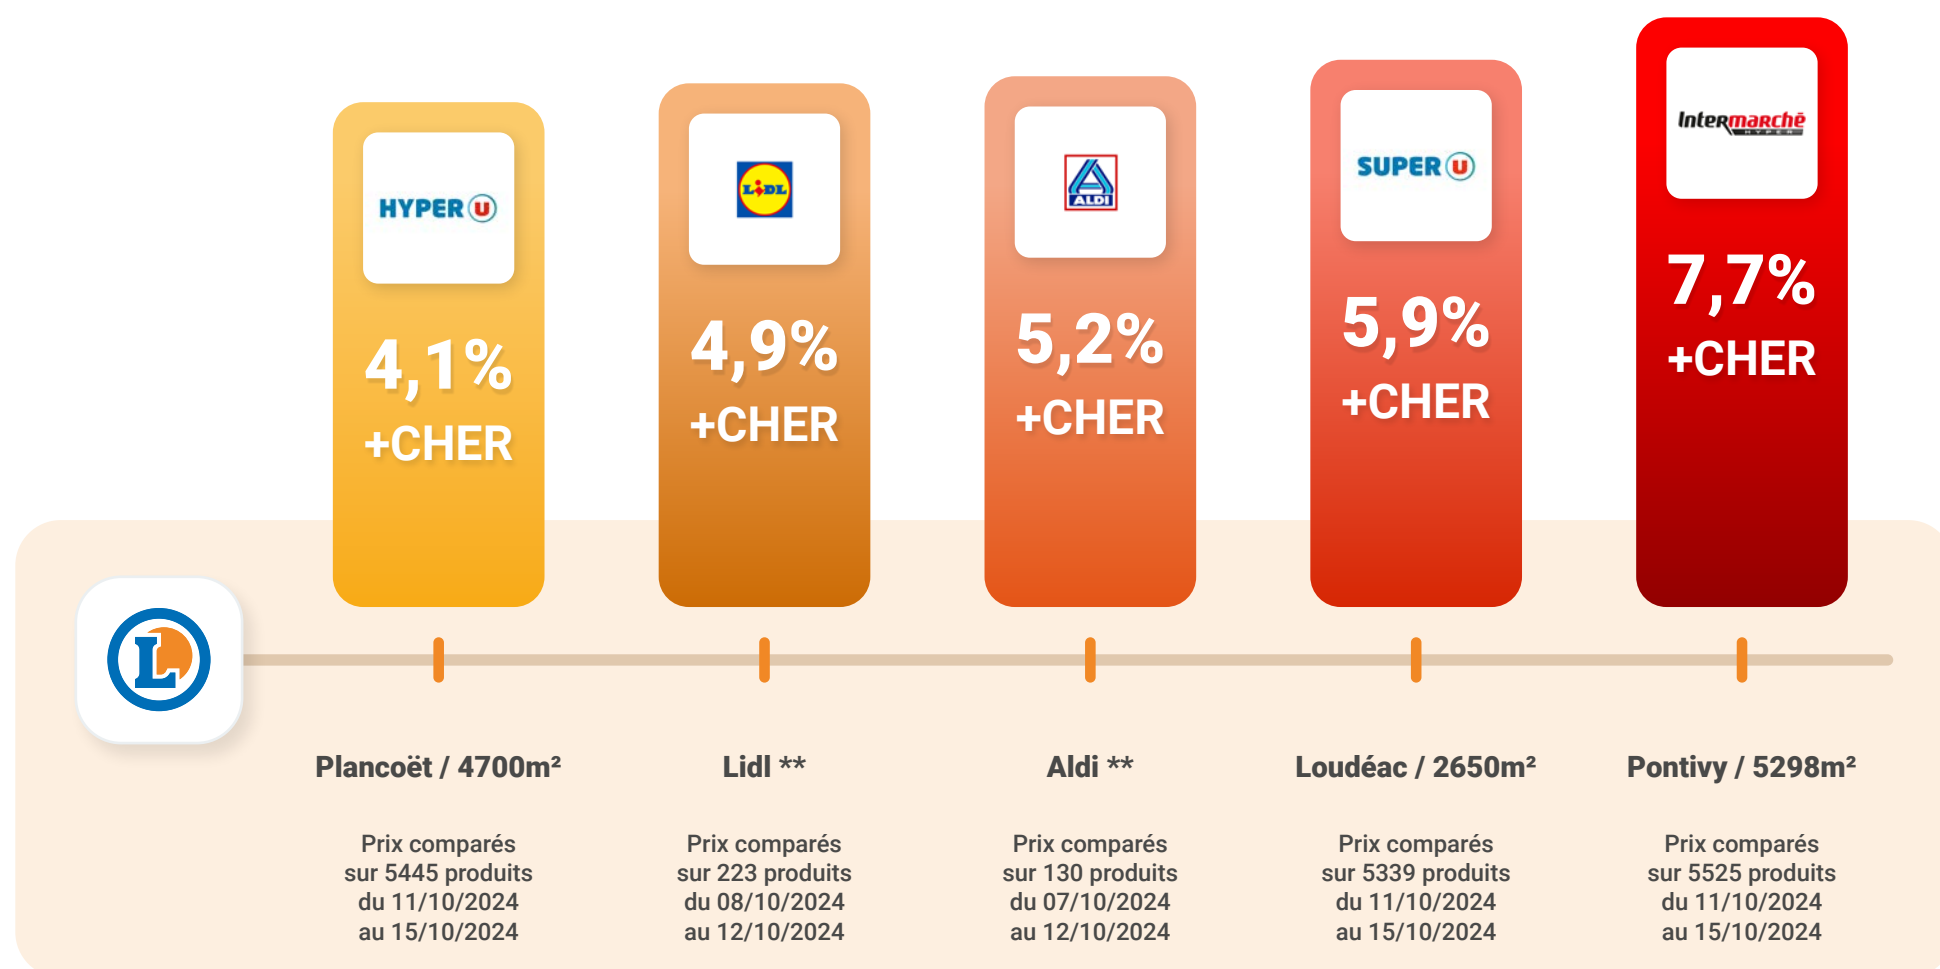 HYPER U
4,1%
+CHER
LIDL
4,9%
+CHER
ALDI
5,2%
+CHER
SUPER U
5,9%
+CHER
Intermarchē
HYPER
7,7%
+CHER
L
Plancoët / 4700m²
Prix comparés
sur 5445 produits
du 11/10/2024
au 15/10/2024
Lidl **
Prix comparés
sur 223 produits
du 08/10/2024
au 12/10/2024
Aldi **
Prix comparés
sur 130 produits
du 07/10/2024
au 12/10/2024
Loudéac / 2650m²
Prix comparés
sur 5339 produits
du 11/10/2024
au 15/10/2024
Pontivy / 5298m²
Prix comparés
sur 5525 produits
du 11/10/2024
au 15/10/2024